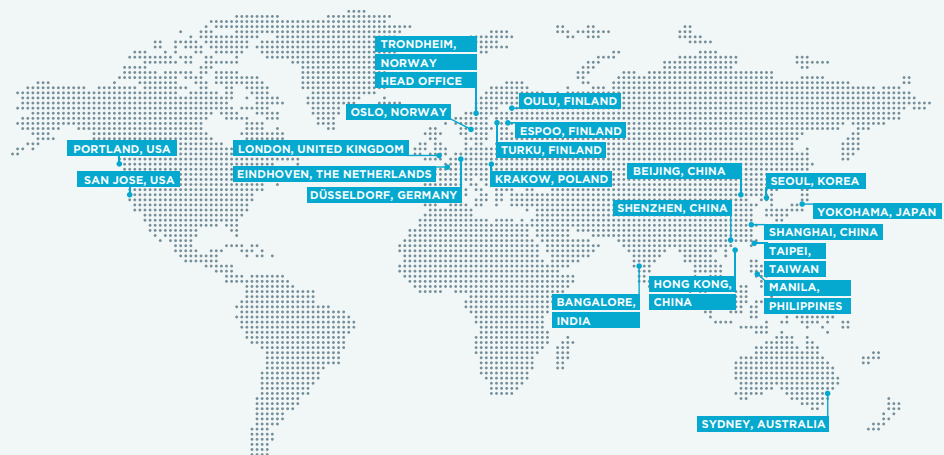 TRONDHEIM,
NORWAY
HEAD OFFICE
OULU, FINLAND
OSLO, NORWAY
ESPOO, FINLAND
PORTLAND, USA
LONDON, UNITED KINGDOM
TURKU, FINLAND
EINDHOVEN, THE NETHERLANDS
BEIJING, CHINA
SAN JOSE, USA
KRAKOW, POLAND
SEOUL, KOREA
DÜSSELDORF, GERMANY
SHENZHEN, CHINA
YOKOHAMA, JAPAN
SHANGHAI, CHINA
TAIPEI,
TAIWAN
HONG KONG,
CHINA
MANILA,
PHILIPPINES
BANGALORE,
INDIA
SYDNEY, AUSTRALIA